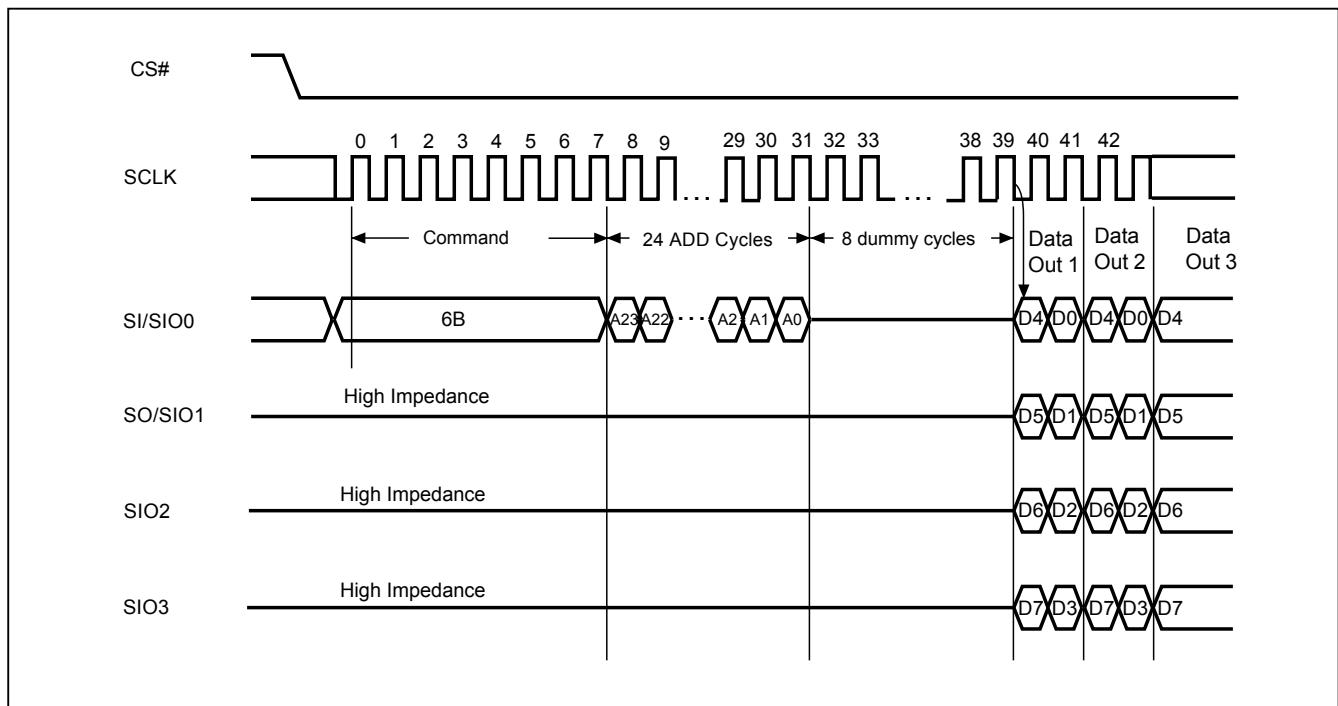 CS#
0 1 2 3 4 5 6 7 8 9 29 30 31 32 33 38 39 40 41 42
SCLK
Command 24 ADD Cycles 8 dummy cycles Data Out 1 Data Out 2 Data Out 3
SI/SIO0 6B A23 A22 A2 A1 A0 D4 D0 D4 D0 D4
High Impedance
SO/SIO1 D5 D1 D5 D1 D5
High Impedance
SIO2 D6 D2 D6 D2 D6
High Impedance
SIO3 D7 D3 D7 D3 D7